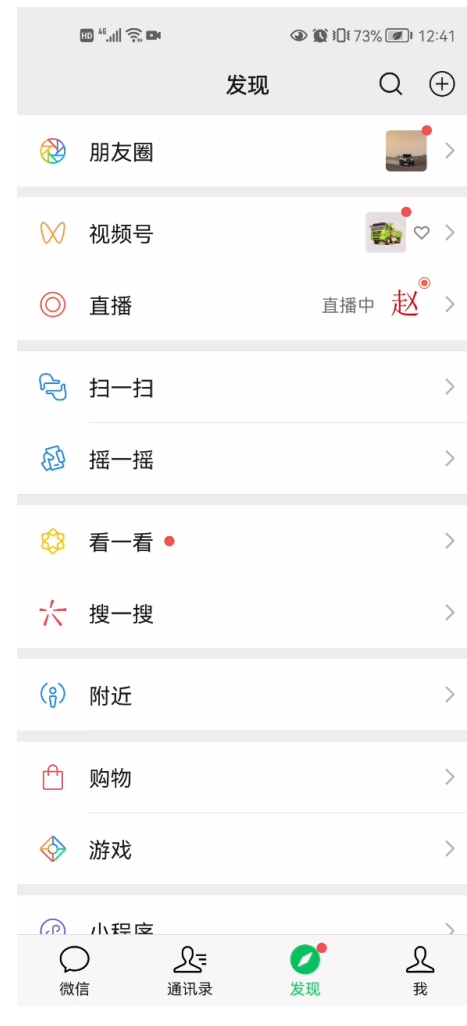 HD 4G 73% 12:41
发现
朋友圈
视频号
直播 直播中 赵
扫一扫
摇一摇
看一看
搜一搜
附近
购物
游戏
小程序
微信 通讯录 发现 我